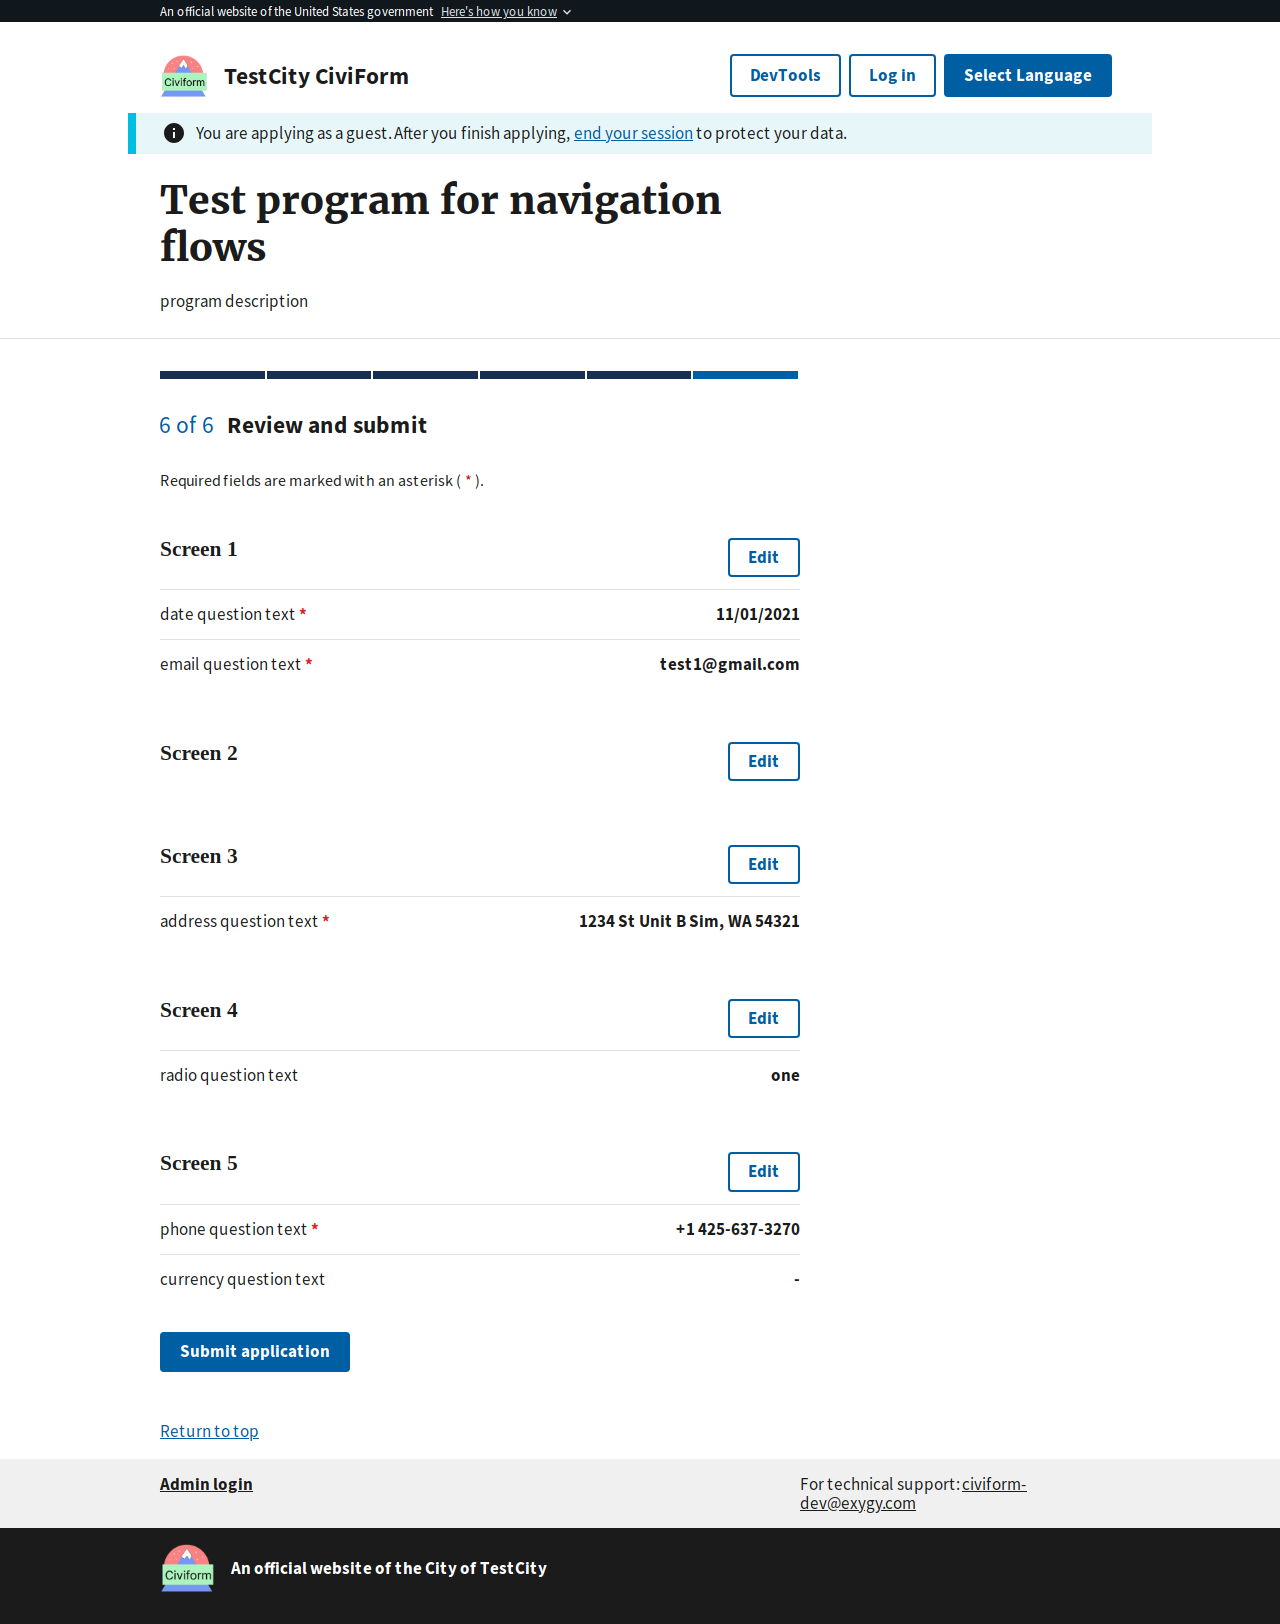 An official website of the United States government Here's how you know
Civiform
TestCity CiviForm
DevTools
Log in
Select Language
You are applying as a guest. After you finish applying, end your session to protect your data.
Test program for navigation
flows
program description
6 of 6 Review and submit
Required fields are marked with an asterisk ( * ).
Screen 1
Edit
date question text *
11/01/2021
email question text *
test1@gmail.com
Screen 2
Edit
Screen 3
Edit
address question text *
1234 St Unit B Sim, WA 54321
Screen 4
Edit
radio question text
one
Screen 5
Edit
phone question text *
+1 425-637-3270
currency question text
-
Submit application
Return to top
Admin login
For technical support: civiform-
dev@exygy.com
Civiform
An official website of the City of TestCity